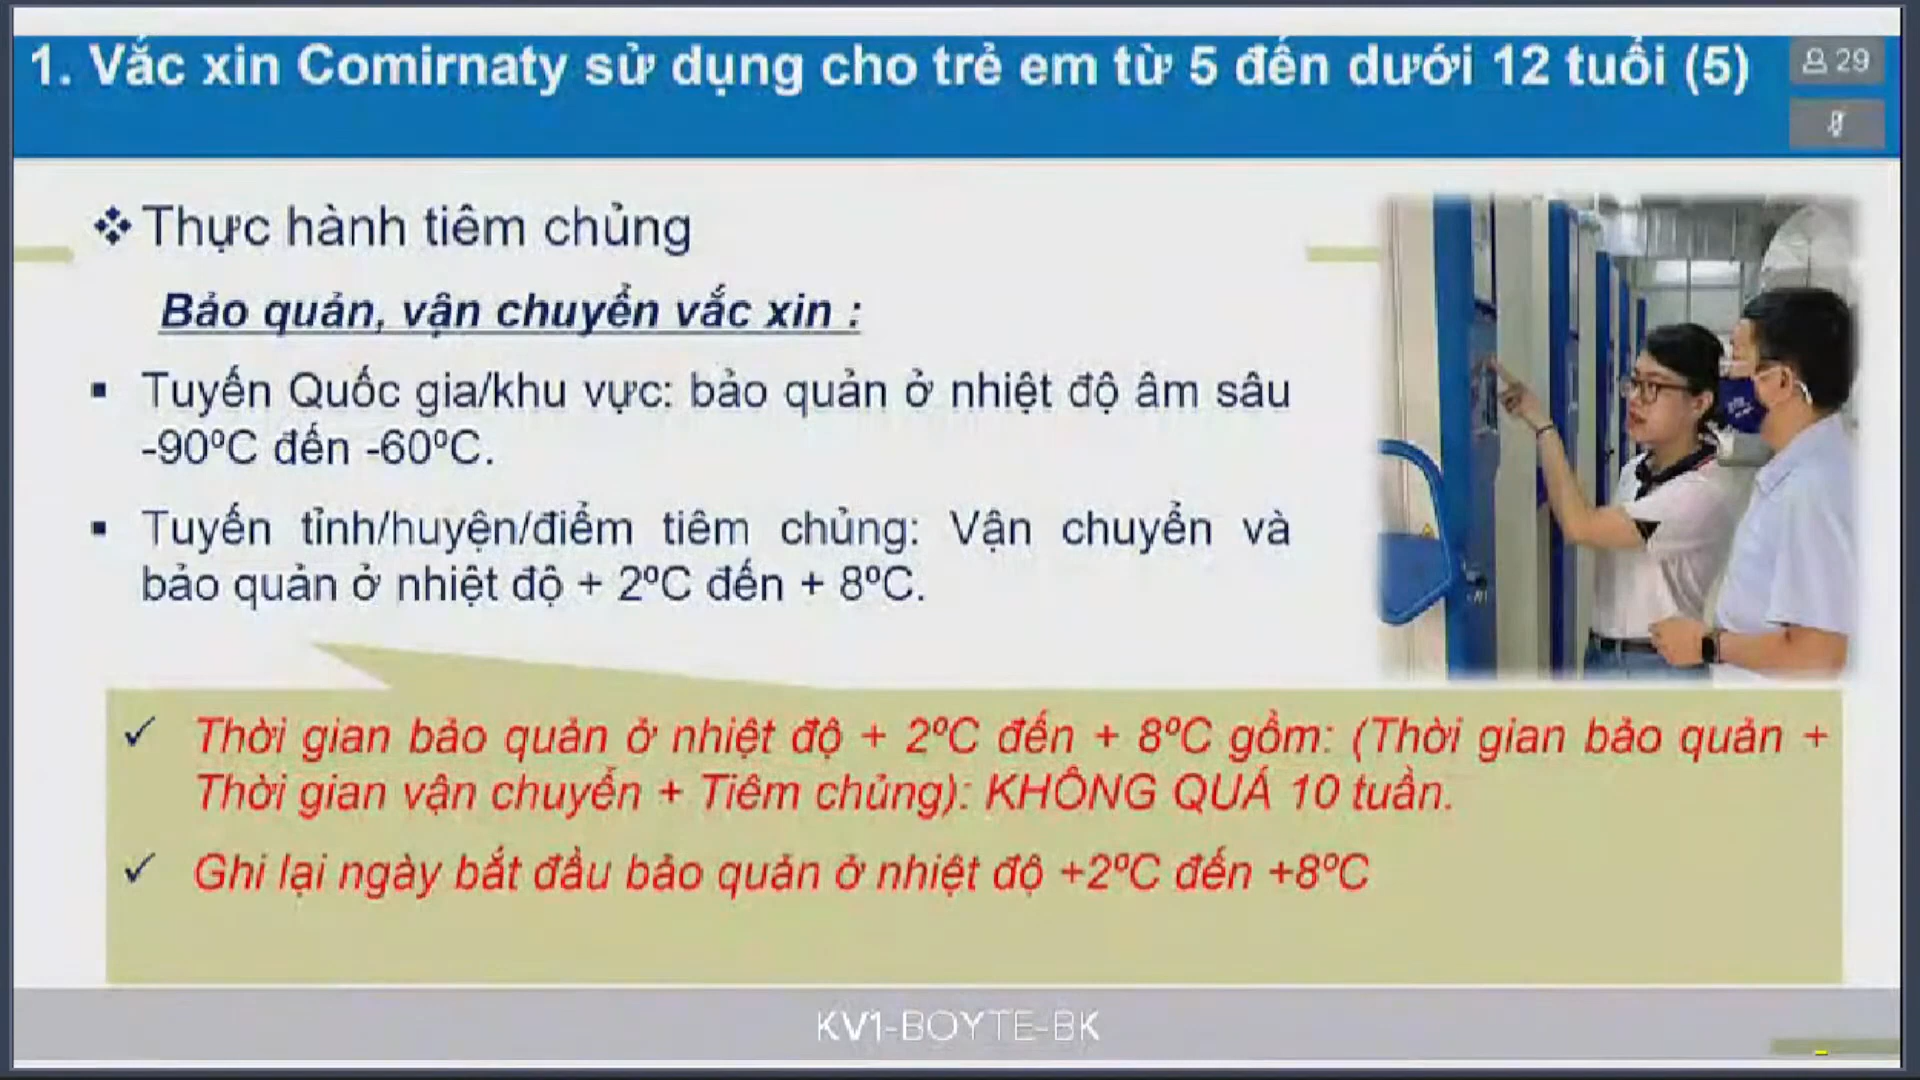 1. Vắc xin Comirnaty sử dụng cho trẻ em từ 5 đến dưới 12 tuổi (5)
29
Thực hành tiêm chủng
Bảo quản, vận chuyển vắc xin :
Tuyến Quốc gia/khu vực: bảo quản ở nhiệt độ âm sâu
-90ºC đến -60ºC.
Tuyến tỉnh/huyện/điểm tiêm chủng: Vận chuyển và
bảo quản ở nhiệt độ + 2ºC đến + 8ºC.
Thời gian bảo quản ở nhiệt độ + 2ºC đến + 8ºC gồm: (Thời gian bảo quản +
Thời gian vận chuyển + Tiêm chủng): KHÔNG QUÁ 10 tuần.
Ghi lại ngày bắt đầu bảo quản ở nhiệt độ +2ºC đến +8ºC
KV1-BOYTE-BK